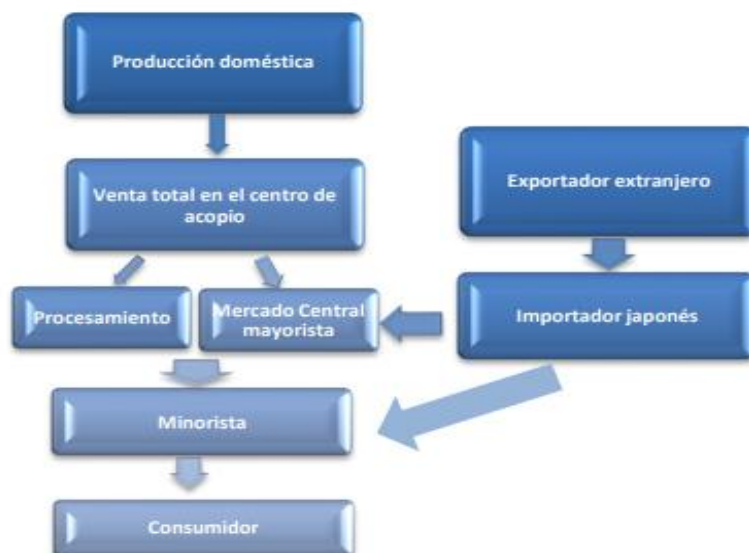 Producción doméstica
Venta total en el centro de
acopio
Procesamiento
Mercado Central
mayorista
Minorista
Consumidor
Exportador extranjero
Importador japonés